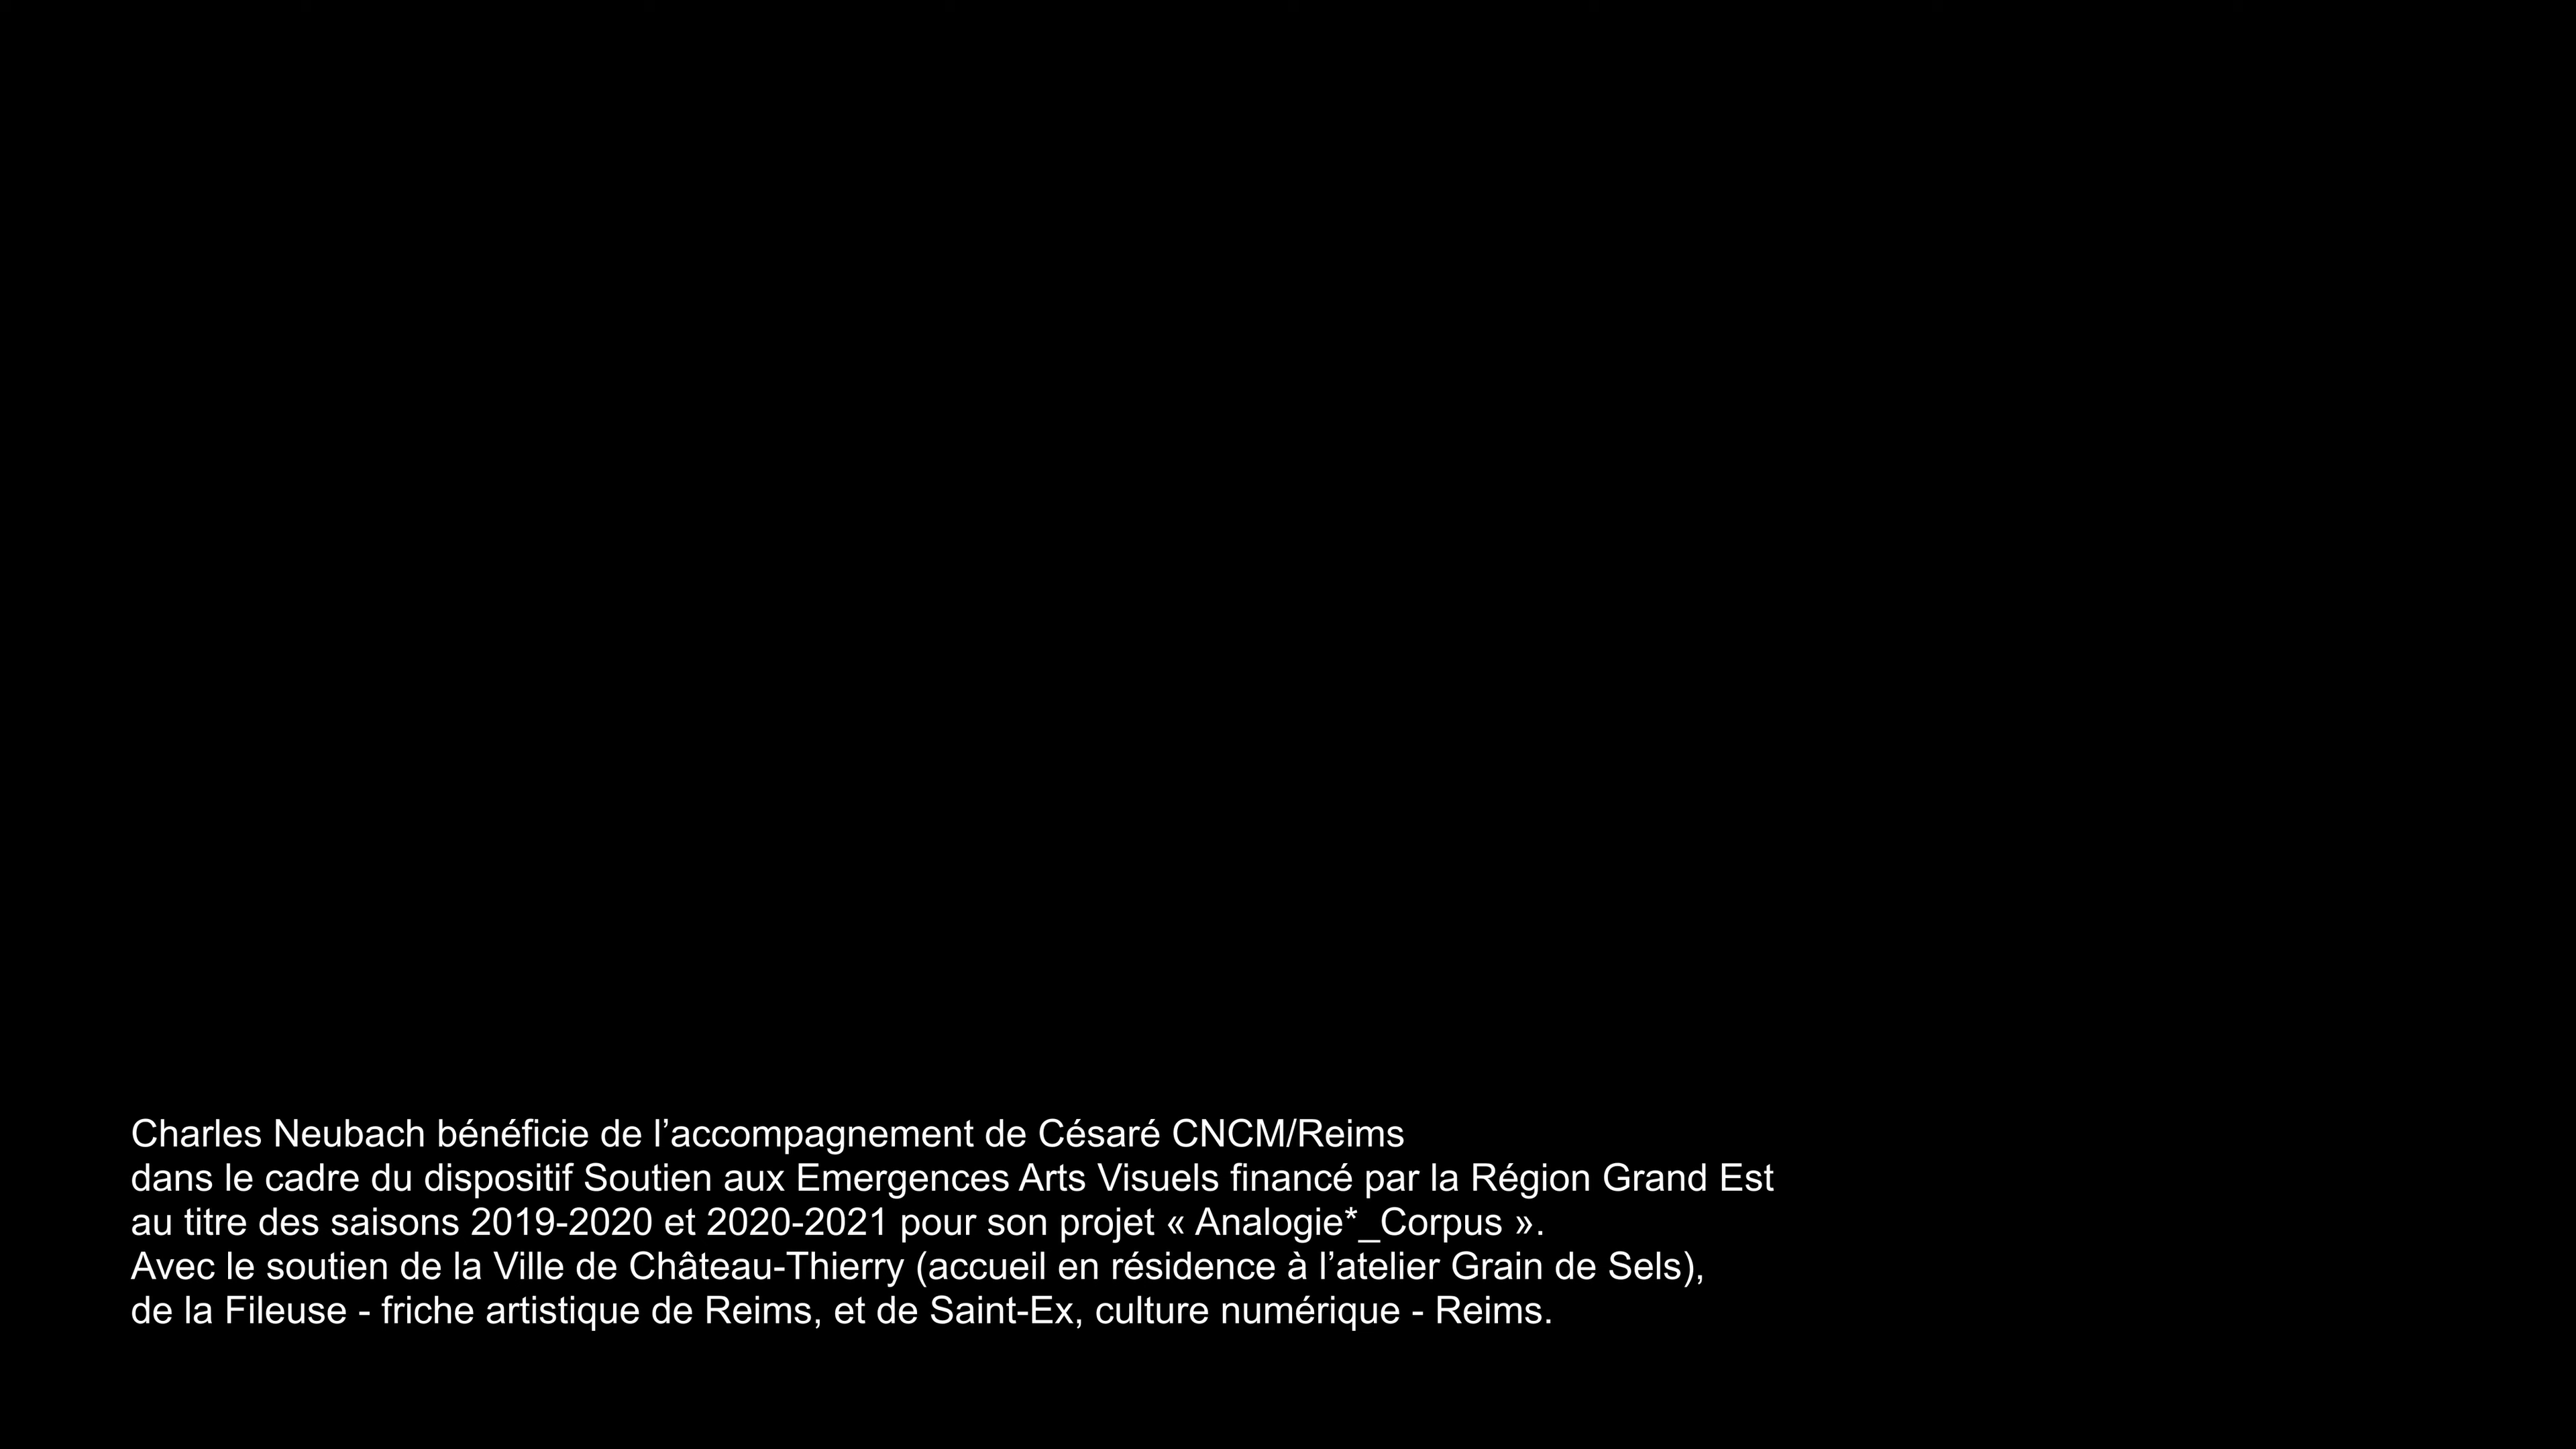 Charles Neubach bénéficie de l’accompagnement de Césaré CNCM/Reims
dans le cadre du dispositif Soutien aux Emergences Arts Visuels financé par la Région Grand Est
au titre des saisons 2019-2020 et 2020-2021 pour son projet « Analogie*_Corpus ».
Avec le soutien de la Ville de Château-Thierry (accueil en résidence à l’atelier Grain de Sels),
de la Fileuse - friche artistique de Reims, et de Saint-Ex, culture numérique - Reims.